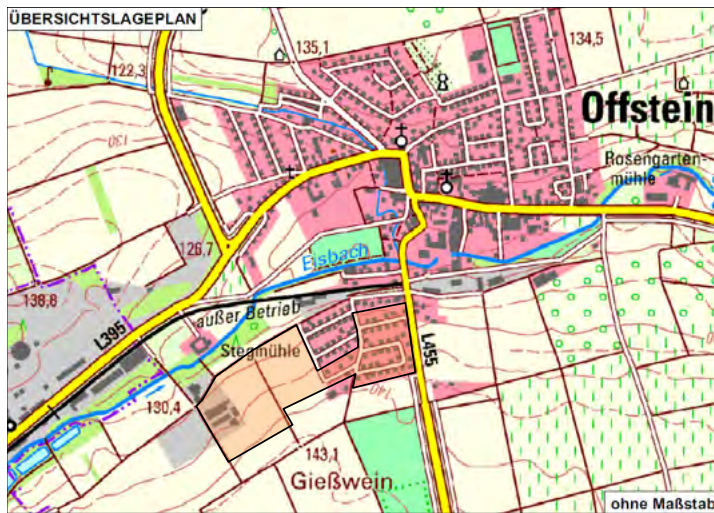 ÜBERSICHTSLAGEPLAN
135,1
134,5
122,3
Offstein
130
Rosengarten-
mühle
126,7
Eisbach
138,8
L395
außer Betrieb
Stegmühle
L455
130,4
140
143,1
Gießwein
ohne Maßstab